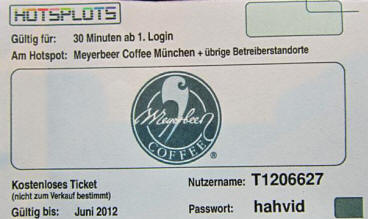 HOTSPLOTS
Gültig für: 30 Minuten ab 1. Login
Am Hotspot: Meyerbeer Coffee München + übrige Betreiberstandorte
Meyerbeer
COFFEE ®
Kostenloses Ticket
(nicht zum Verkauf bestimmt)
Gültig bis: Juni 2012
Nutzername: T1206627
Passwort: hahvid